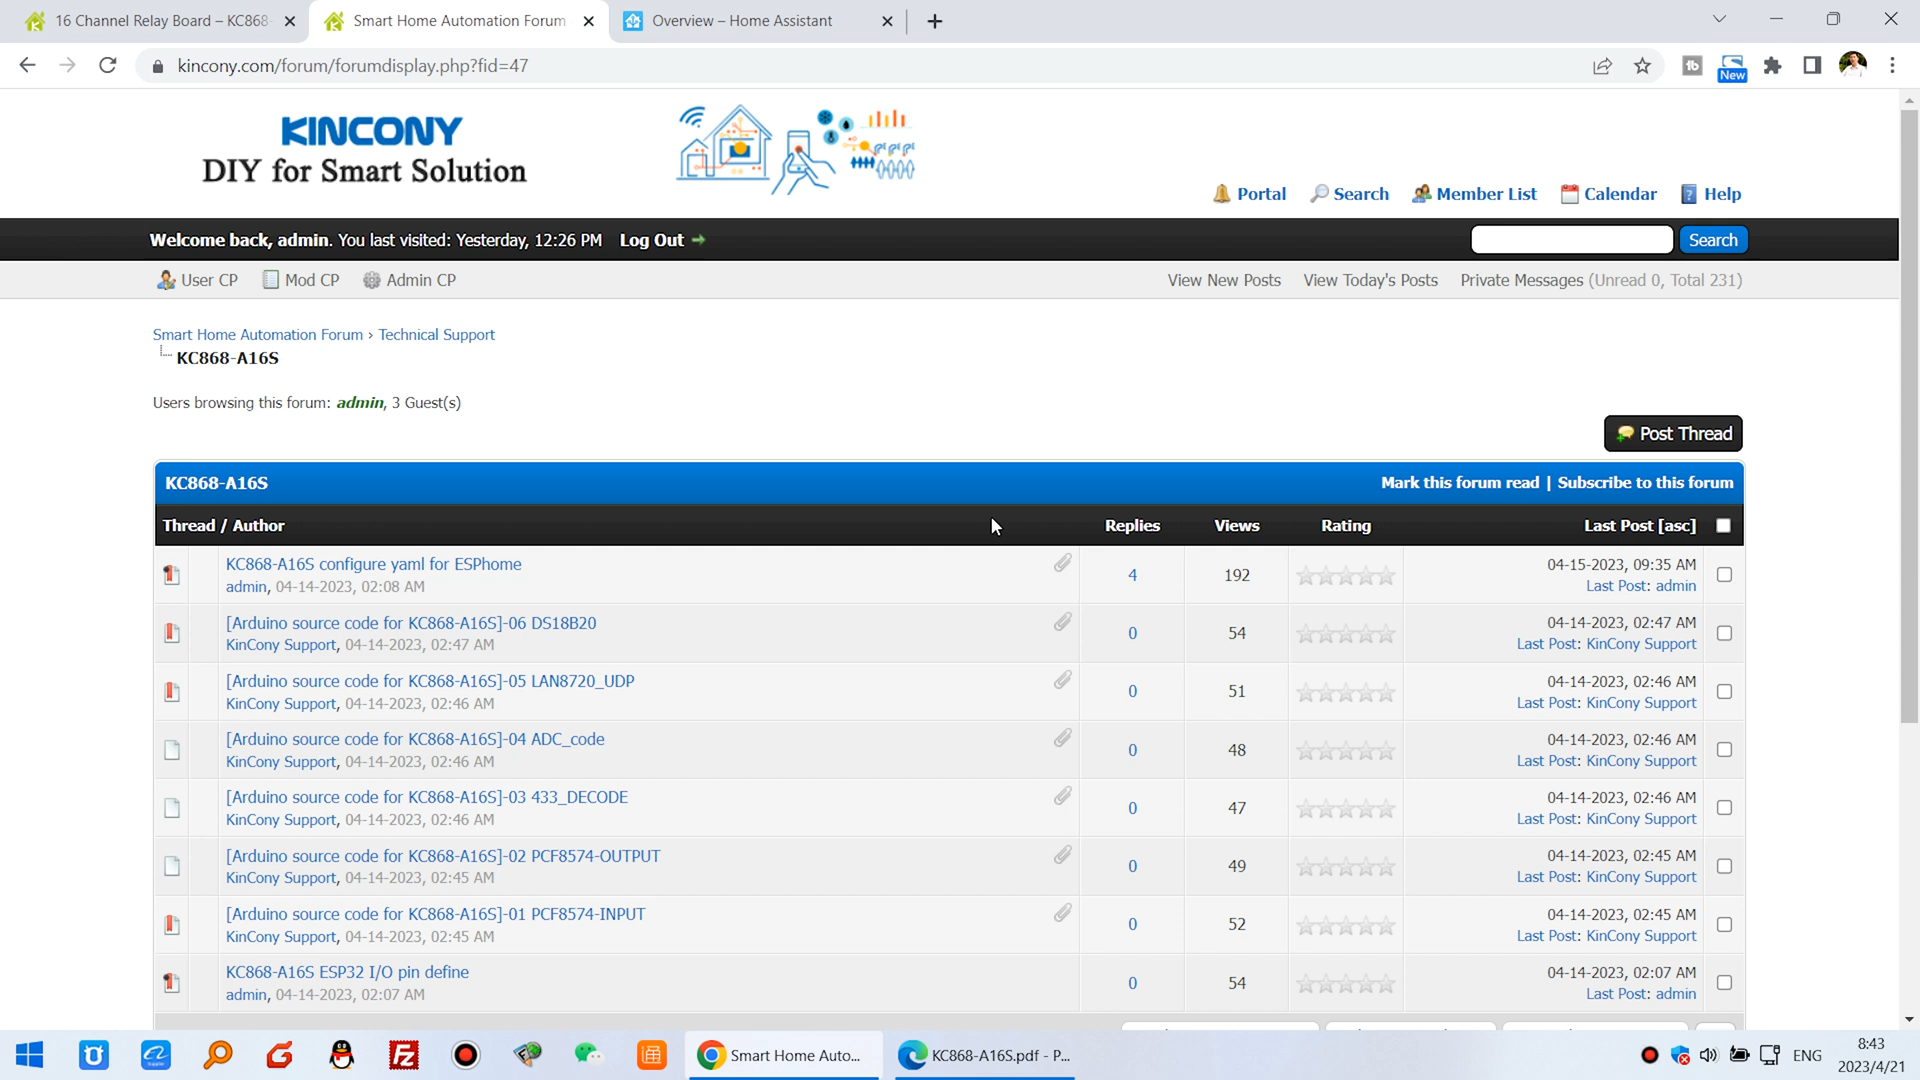 16 Channel Relay Board – KC868-
Smart Home Automation Forum
Overview – Home Assistant
kincony.com/forum/forumdisplay.php?fid=47
New
KINCONY
DIY for Smart Solution
Portal Search Member List Calendar Help
Welcome back, admin. You last visited: Yesterday, 12:26 PM Log Out
Search
User CP Mod CP Admin CP
View New Posts View Today's Posts Private Messages (Unread 0, Total 231)
Smart Home Automation Forum › Technical Support
KC868-A16S
Users browsing this forum: admin, 3 Guest(s)
Post Thread
KC868-A16S Mark this forum read | Subscribe to this forum
Thread / Author Replies Views Rating Last Post [asc]
KC868-A16S configure yaml for ESPhome
admin, 04-14-2023, 02:08 AM
4 192
04-15-2023, 09:35 AM
Last Post: admin
[Arduino source code for KC868-A16S]-06 DS18B20
KinCony Support, 04-14-2023, 02:47 AM
0 54
04-14-2023, 02:47 AM
Last Post: KinCony Support
[Arduino source code for KC868-A16S]-05 LAN8720_UDP
KinCony Support, 04-14-2023, 02:46 AM
0 51
04-14-2023, 02:46 AM
Last Post: KinCony Support
[Arduino source code for KC868-A16S]-04 ADC_code
KinCony Support, 04-14-2023, 02:46 AM
0 48
04-14-2023, 02:46 AM
Last Post: KinCony Support
[Arduino source code for KC868-A16S]-03 433_DECODE
KinCony Support, 04-14-2023, 02:46 AM
0 47
04-14-2023, 02:46 AM
Last Post: KinCony Support
[Arduino source code for KC868-A16S]-02 PCF8574-OUTPUT
KinCony Support, 04-14-2023, 02:45 AM
0 49
04-14-2023, 02:45 AM
Last Post: KinCony Support
[Arduino source code for KC868-A16S]-01 PCF8574-INPUT
KinCony Support, 04-14-2023, 02:45 AM
0 52
04-14-2023, 02:45 AM
Last Post: KinCony Support
KC868-A16S ESP32 I/O pin define
admin, 04-14-2023, 02:07 AM
0 54
04-14-2023, 02:07 AM
Last Post: admin
Smart Home Auto...
KC868-A16S.pdf - P...
ENG
8:43
2023/4/21